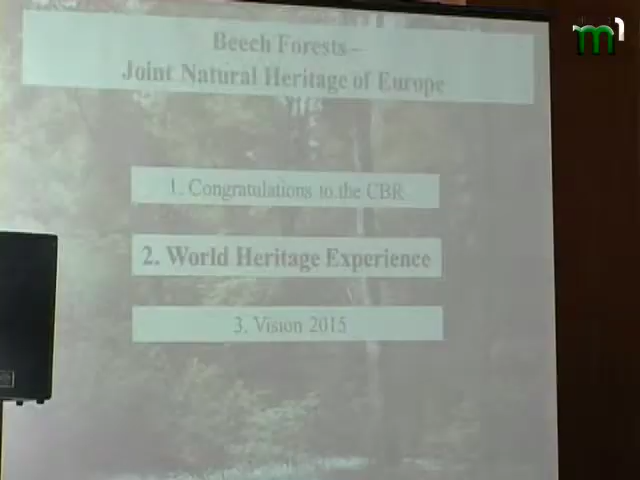 Beech Forests –
Joint Natural Heritage of Europe
1. Congratulations to the CBR
2. World Heritage Experience
3. Vision 2015
m1